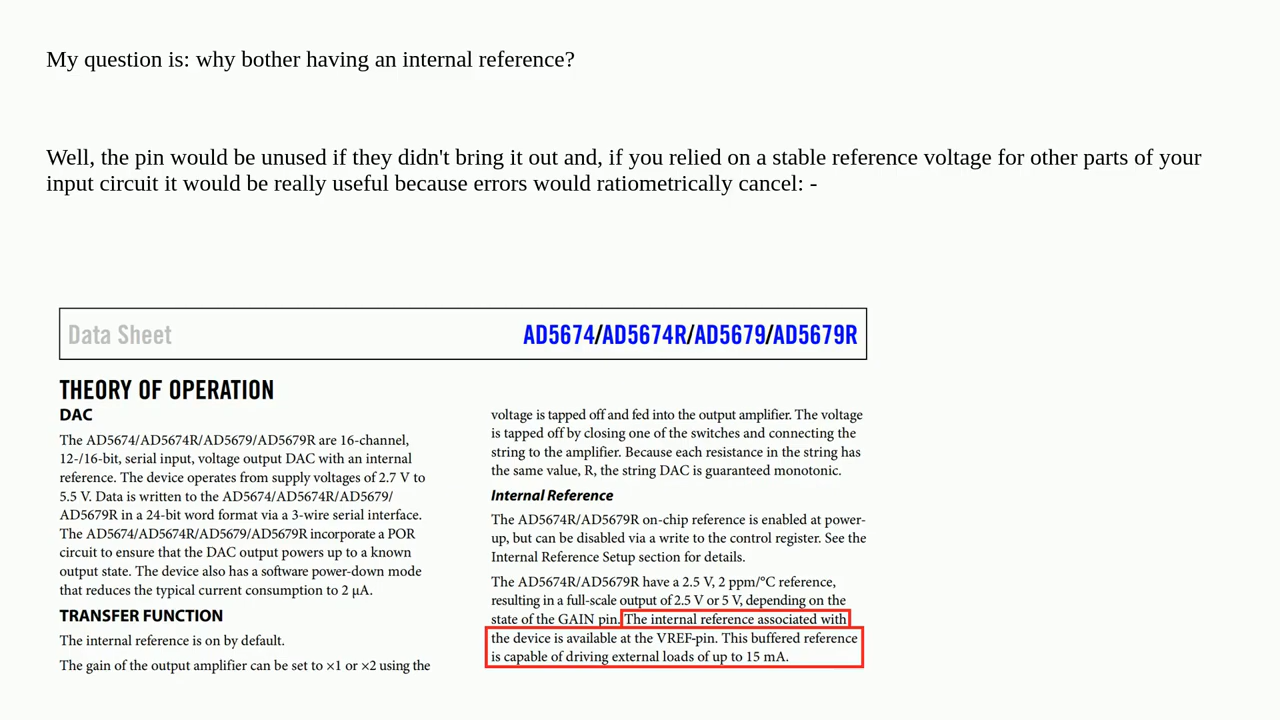 My question is: why bother having an internal reference?
Well, the pin would be unused if they didn't bring it out and, if you relied on a stable reference voltage for other parts of your
input circuit it would be really useful because errors would ratiometrically cancel: -
Data Sheet
AD5674/AD5674R/AD5679/AD5679R
THEORY OF OPERATION
DAC
The AD5674/AD5674R/AD5679/AD5679R are 16-channel,
12-/16-bit, serial input, voltage output DAC with an internal
reference. The device operates from supply voltages of 2.7 V to
5.5 V. Data is written to the AD5674/AD5674R/AD5679/
AD5679R in a 24-bit word format via a 3-wire serial interface.
The AD5674/AD5674R/AD5679/AD5679R incorporate a POR
circuit to ensure that the DAC output powers up to a known
output state. The device also has a software power-down mode
that reduces the typical current consumption to 2 μA.
TRANSFER FUNCTION
The internal reference is on by default.
The gain of the output amplifier can be set to ×1 or ×2 using the
voltage is tapped off and fed into the output amplifier. The voltage
is tapped off by closing one of the switches and connecting the
string to the amplifier. Because each resistance in the string has
the same value, R, the string DAC is guaranteed monotonic.
Internal Reference
The AD5674R/AD5679R on-chip reference is enabled at power-
up, but can be disabled via a write to the control register. See the
Internal Reference Setup section for details.
The AD5674R/AD5679R have a 2.5 V, 2 ppm/°C reference,
resulting in a full-scale output of 2.5 V or 5 V, depending on the
state of the GAIN pin. The internal reference associated with
the device is available at the VREF-pin. This buffered reference
is capable of driving external loads of up to 15 mA.